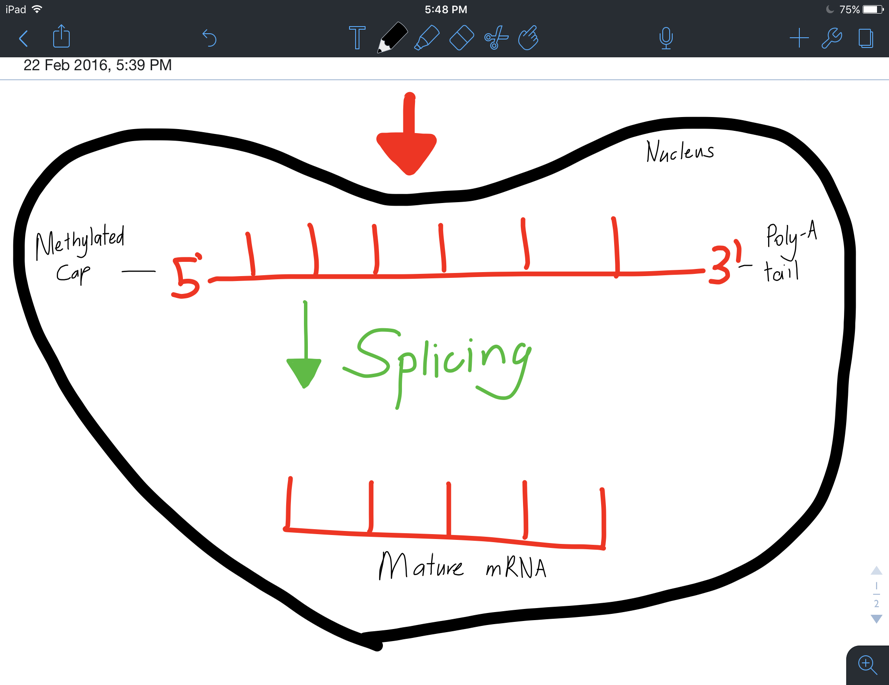 iPad
5:48 PM
75%
T
22 Feb 2016, 5:39 PM
Nucleus
Methylated
Cap
5'
3'
Poly-A
tail
Splicing
Mature mRNA
1
2